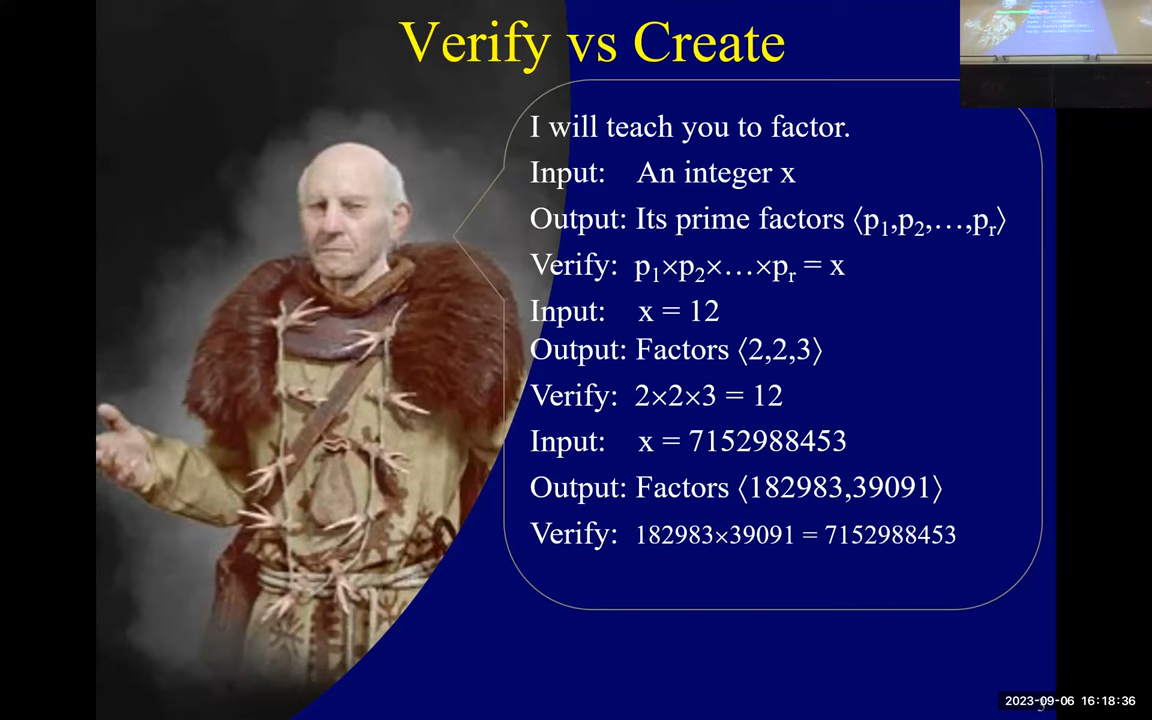 Verify vs Create
I will teach you to factor.
Input: An integer x
Output: Its prime factors ⟨p₁,p₂,…,pᵣ⟩
Verify: p₁×p₂×…×pᵣ = x
Input: x = 12
Output: Factors ⟨2,2,3⟩
Verify: 2×2×3 = 12
Input: x = 7152988453
Output: Factors ⟨182983,39091⟩
Verify: 182983×39091 = 7152988453
2023-09-06 16:18:36